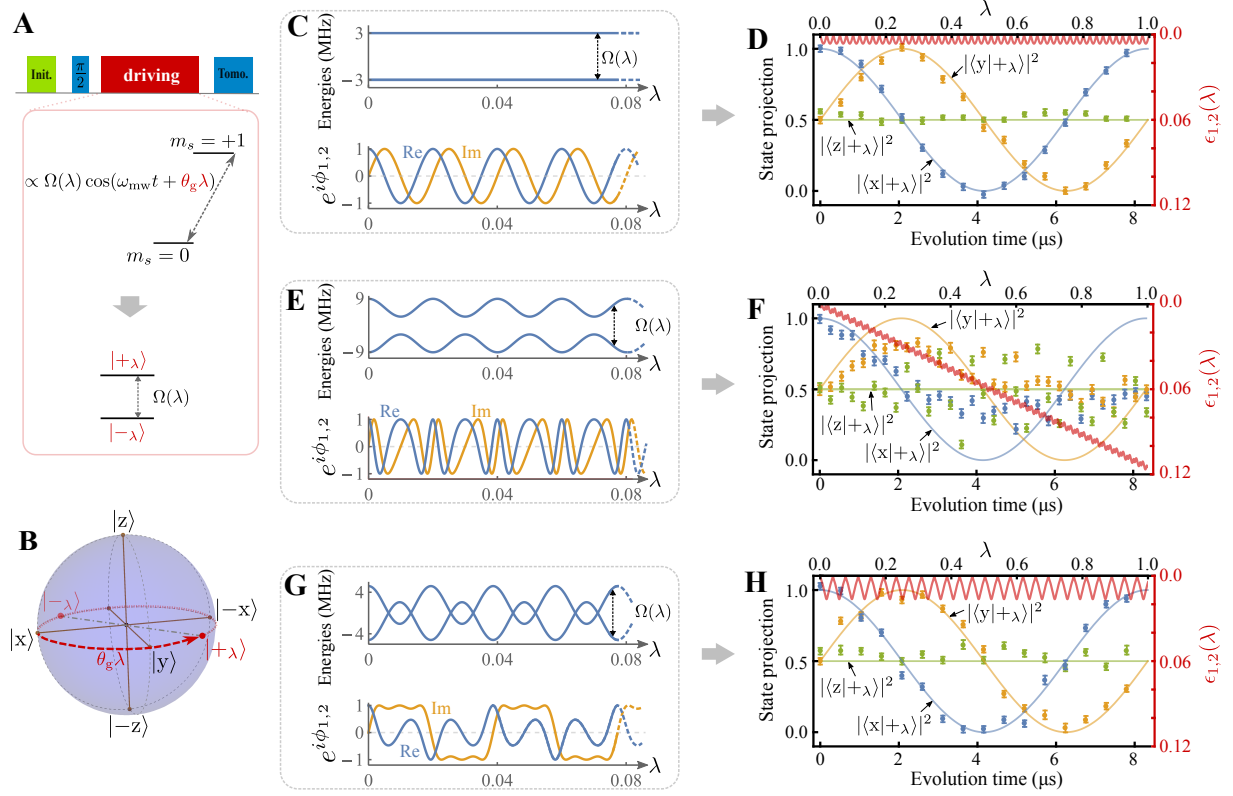 A
Init.
π/2
driving
Tomo.
m_s = +1
∝ Ω(λ) cos(ω_mw t + θ_g λ)
m_s = 0
|+_λ⟩
Ω(λ)
|−_λ⟩
B
|z⟩
|−_λ⟩
|−x⟩
|x⟩
θ_g λ
|y⟩
|+_λ⟩
|−z⟩
C
Energies (MHz)
3
−3
Ω(λ)
0
0.04
0.08
λ
e^{iϕ_{1,2}}
1
0
−1
Re
Im
0
0.04
0.08
λ
D
λ
0.0 0.2 0.4 0.6 0.8 1.0
State projection
1.0
0.5
0.0
|⟨y|+_λ⟩|²
|⟨z|+_λ⟩|²
|⟨x|+_λ⟩|²
0.0
0.06
0.12
ϵ_{1,2}(λ)
0 2 4 6 8
Evolution time (μs)
E
Energies (MHz)
9
−9
Ω(λ)
0
0.04
0.08
λ
e^{iϕ_{1,2}}
1
0
−1
Re
Im
0
0.04
0.08
λ
F
λ
0.0 0.2 0.4 0.6 0.8 1.0
State projection
1.0
0.5
0.0
|⟨y|+_λ⟩|²
|⟨z|+_λ⟩|²
|⟨x|+_λ⟩|²
0.0
0.06
0.12
ϵ_{1,2}(λ)
0 2 4 6 8
Evolution time (μs)
G
Energies (MHz)
4
−4
Ω(λ)
0
0.04
0.08
λ
e^{iϕ_{1,2}}
1
0
−1
Im
Re
0
0.04
0.08
λ
H
λ
0.0 0.2 0.4 0.6 0.8 1.0
State projection
1.0
0.5
0.0
|⟨y|+_λ⟩|²
|⟨z|+_λ⟩|²
|⟨x|+_λ⟩|²
0.0
0.06
0.12
ϵ_{1,2}(λ)
0 2 4 6 8
Evolution time (μs)